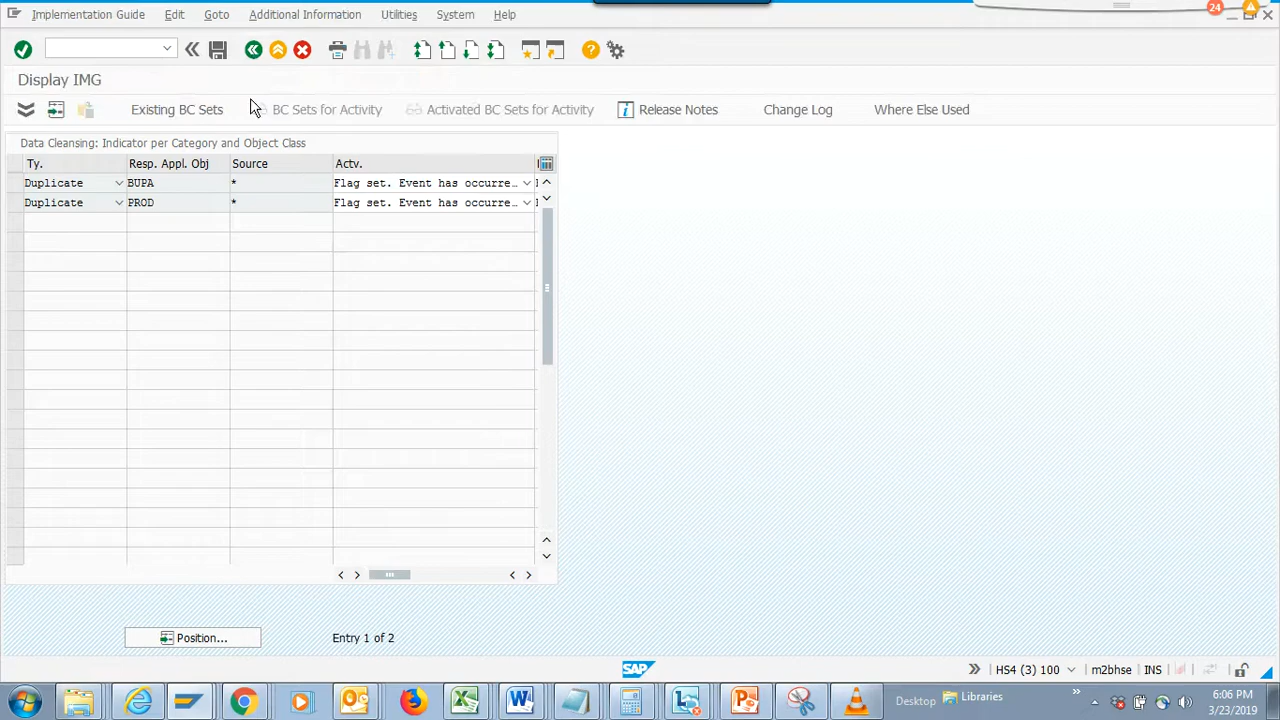 24
Implementation Guide Edit Goto Additional Information Utilities System Help
Display IMG
Existing BC Sets BC Sets for Activity Activated BC Sets for Activity Release Notes Change Log Where Else Used
Data Cleansing: Indicator per Category and Object Class
Ty. Resp. Appl. Obj Source Actv.
Duplicate BUPA * Flag set. Event has occurre…
Duplicate PROD * Flag set. Event has occurre…
Position... Entry 1 of 2
SAP HS4 (3) 100 m2bhse INS
Desktop Libraries
6:06 PM
3/23/2019